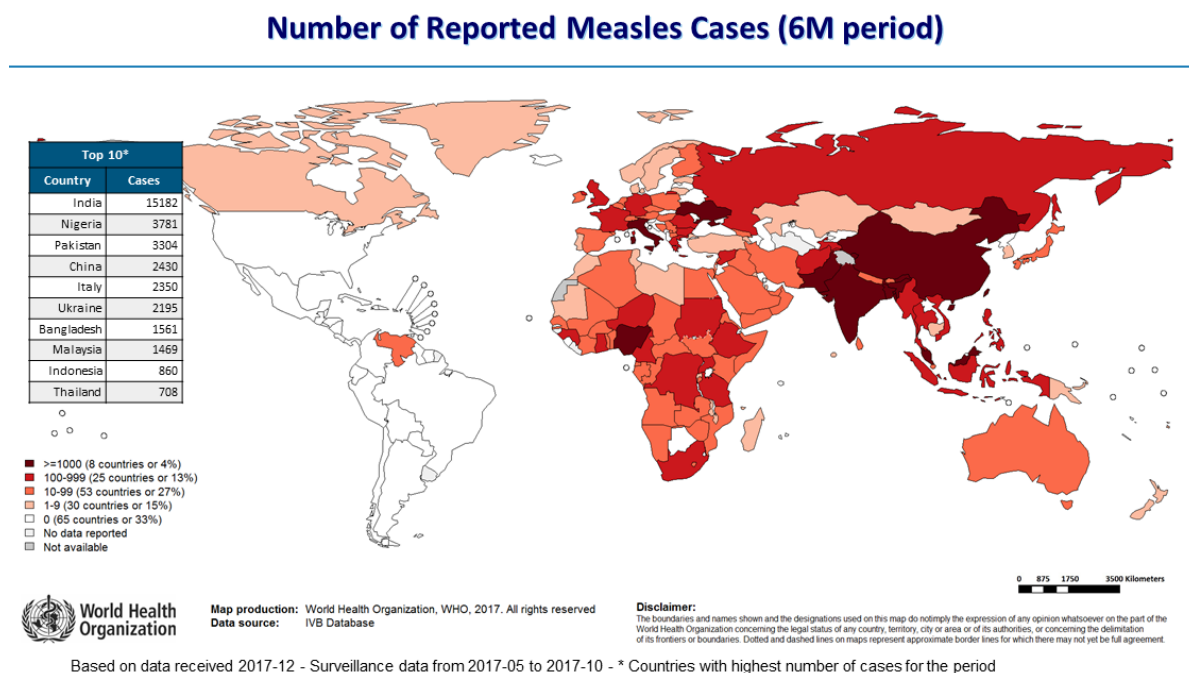 Number of Reported Measles Cases (6M period)
Top 10*
Country Cases
India 15182
Nigeria 3781
Pakistan 3304
China 2430
Italy 2350
Ukraine 2195
Bangladesh 1561
Malaysia 1469
Indonesia 860
Thailand 708
>=1000 (8 countries or 4%)
100-999 (25 countries or 13%)
10-99 (53 countries or 27%)
1-9 (30 countries or 15%)
0 (65 countries or 33%)
No data reported
Not available
0 875 1750 3500 Kilometers
World Health
Organization
Map production: World Health Organization, WHO, 2017. All rights reserved
Data source: IVB Database
Disclaimer:
The boundaries and names shown and the designations used on this map do notimply the expression of any opinion whatsoever on the part of the
World Health Organization concerning the legal status of any country, territory, city or area or of its authorities, or concerning the delimitation
of its frontiers or boundaries. Dotted and dashed lines on maps represent approximate border lines for which there may not yet be full agreement.
Based on data received 2017-12 - Surveillance data from 2017-05 to 2017-10 - * Countries with highest number of cases for the period